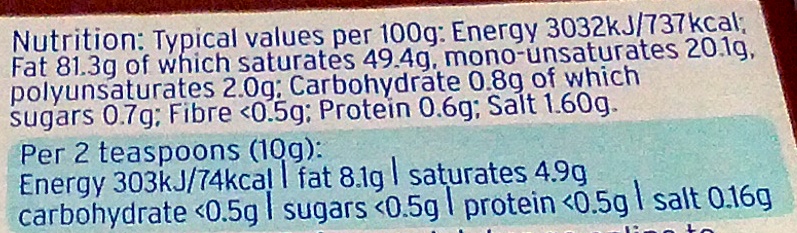 Nutrition: Typical values per 100g: Energy 3032kJ/737kcal;
Fat 81.3g of which saturates 49.4g, mono-unsaturates 20.1g,
polyunsaturates 2.0g; Carbohydrate 0.8g of which
sugars 0.7g; Fibre <0.5g; Protein 0.6g; Salt 1.60g.
Per 2 teaspoons (10g):
Energy 303kJ/74kcal | fat 8.1g | saturates 4.9g
carbohydrate <0.5g | sugars <0.5g | protein <0.5g | salt 0.16g